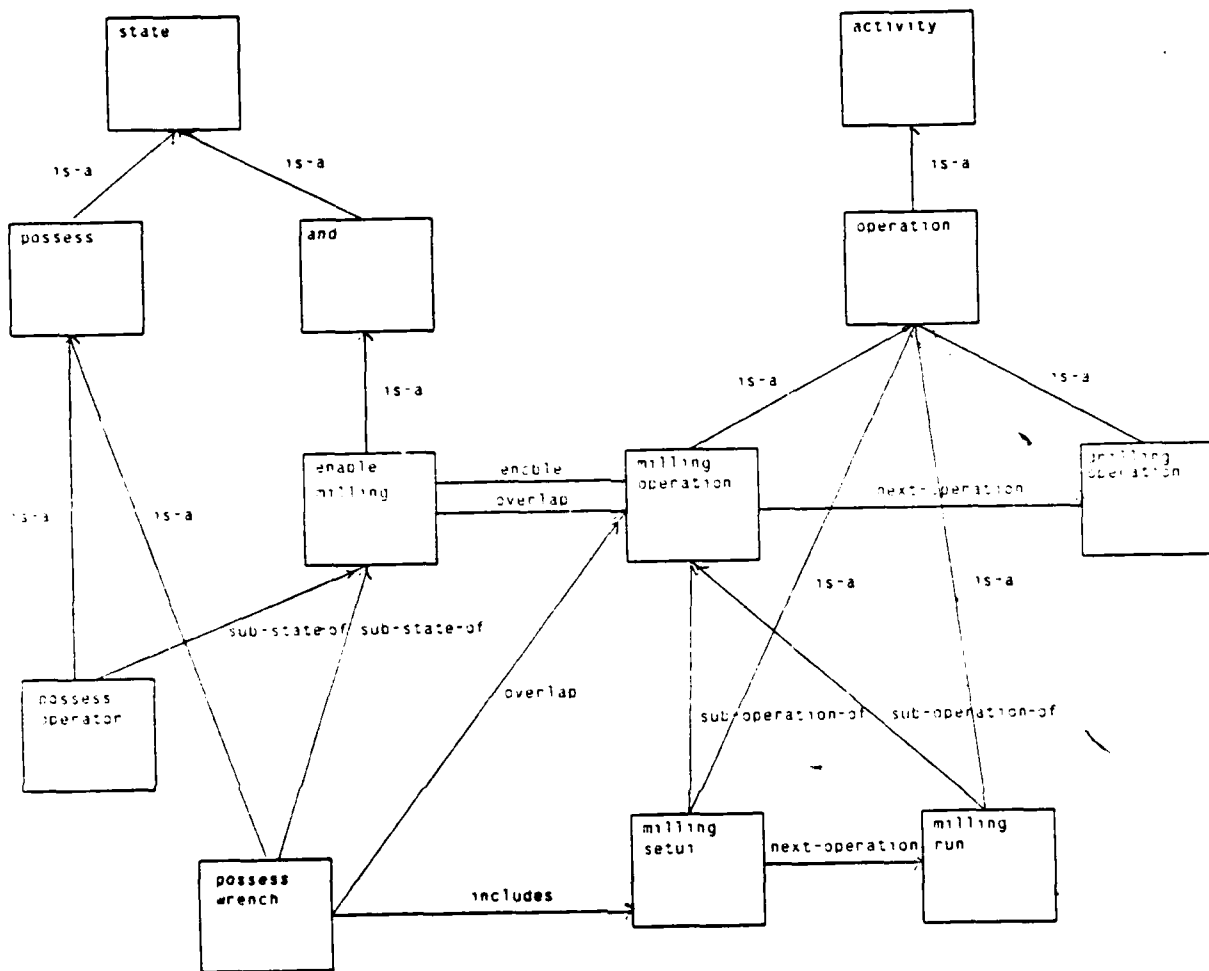 state
activity
is-a
is-a
is-a
possess
and
operation
is-a
is-a
is-a
enable
milling
enable
overlap
milling
operation
drilling
operation
next-operation
is-a
is-a
is-a
is-a
sub-state-of
sub-state-of
possess
operator
overlap
sub-operation-of
sub-operation-of
milling
milling
run
next-operation
possess
wrench
includes